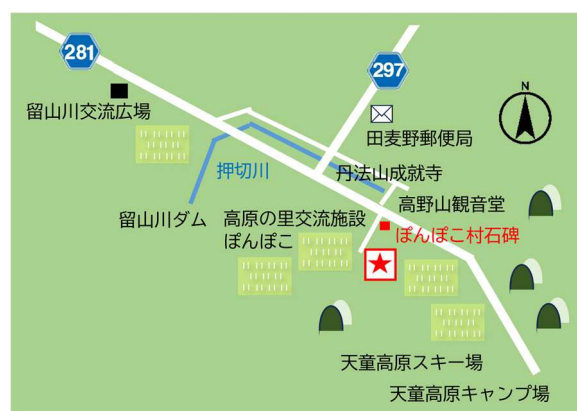 281
297
N
留山川交流広場
田麦野郵便局
押切川
丹法山成就寺
留山川ダム
高原の里交流施設
ぽんぽこ
高野山観音堂
ぽんぽこ村石碑
天童高原スキー場
天童高原キャンプ場